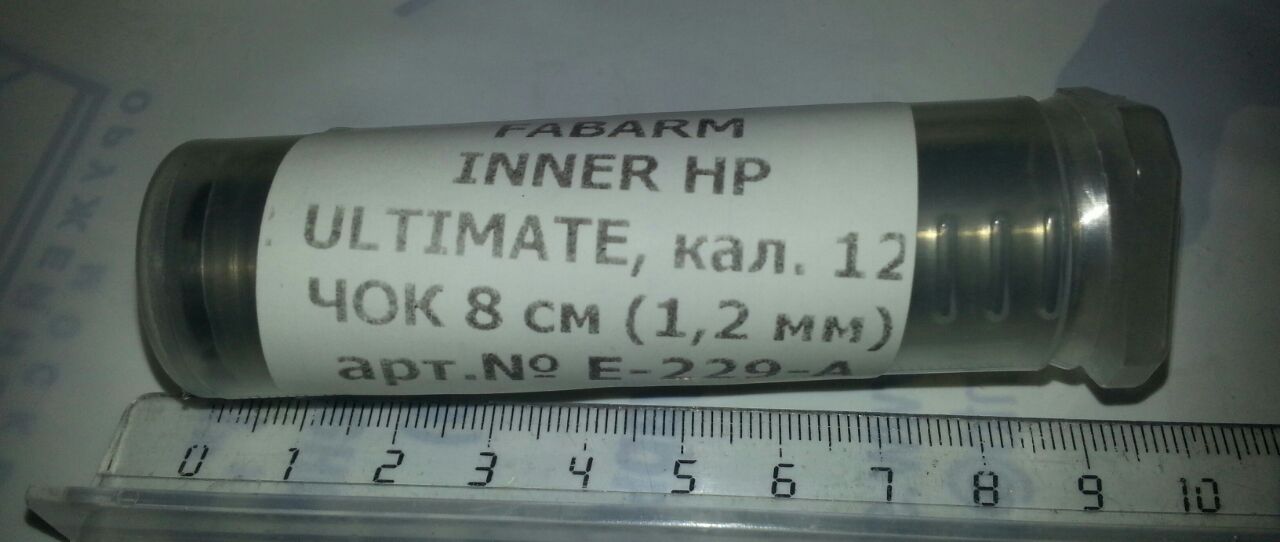 FABARM
INNER HP
ULTIMATE, кал. 12
ЧОК 8 см (1,2 мм)
арт.№ E-229-A
0 1 2 3 4 5 6 7 8 9 10